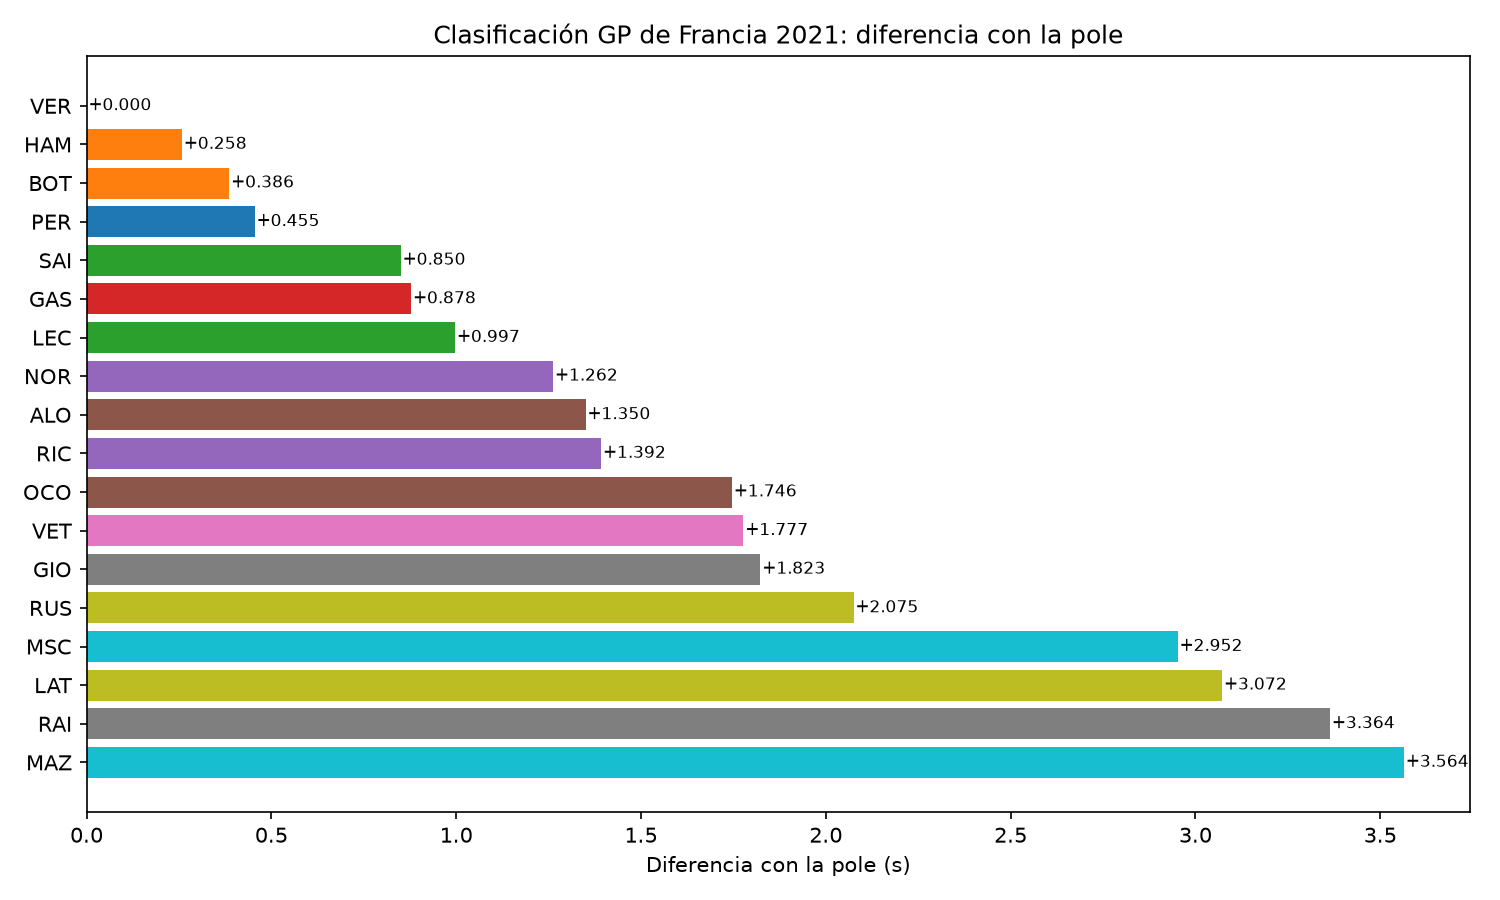 Clasificación GP de Francia 2021: diferencia con la pole
VER +0.000
HAM +0.258
BOT +0.386
PER +0.455
SAI +0.850
GAS +0.878
LEC +0.997
NOR +1.262
ALO +1.350
RIC +1.392
OCO +1.746
VET +1.777
GIO +1.823
RUS +2.075
MSC +2.952
LAT +3.072
RAI +3.364
MAZ +3.564
0.0 0.5 1.0 1.5 2.0 2.5 3.0 3.5
Diferencia con la pole (s)